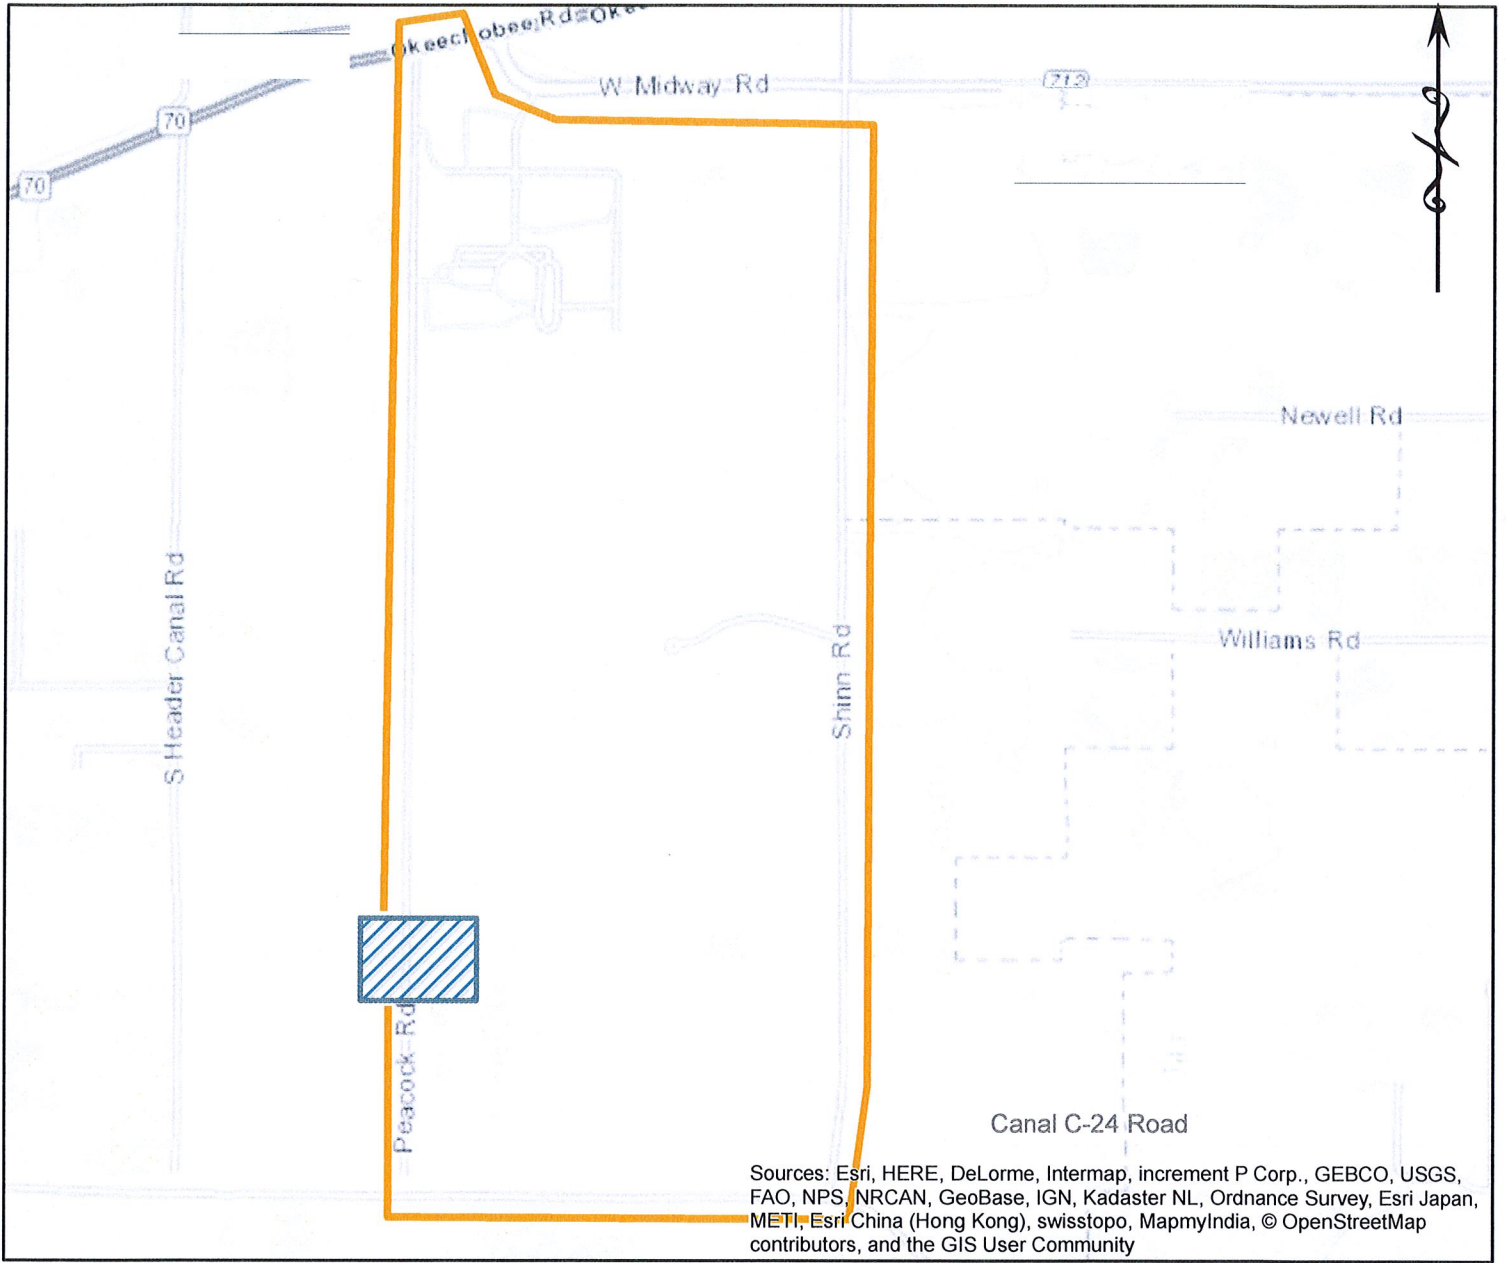 Okeechobee Rd
W Midway Rd
712
70
70
Newell Rd
S Header Canal Rd
Shinn Rd
Williams Rd
Peacock Rd
Canal C-24 Road
Sources: Esri, HERE, DeLorme, Intermap, increment P Corp., GEBCO, USGS,
FAO, NPS, NRCAN, GeoBase, IGN, Kadaster NL, Ordnance Survey, Esri Japan,
METI, Esri China (Hong Kong), swisstopo, MapmyIndia, © OpenStreetMap
contributors, and the GIS User Community